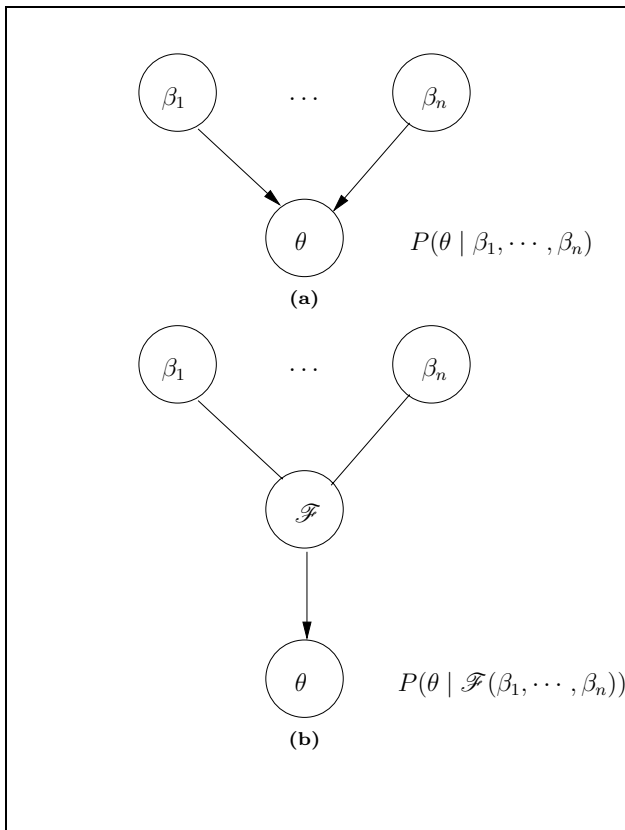 β₁ ⋯ βₙ
θ P(θ | β₁, ⋯ , βₙ)
(a)
β₁ ⋯ βₙ
ℱ
θ P(θ | ℱ(β₁, ⋯ , βₙ))
(b)